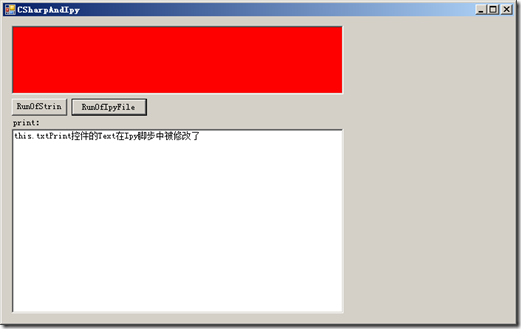 CSharpAndIpy
RunOfStrin
RunOfIpyFile
print:
this.txtPrint控件的Text在Ipy脚步中被修改了